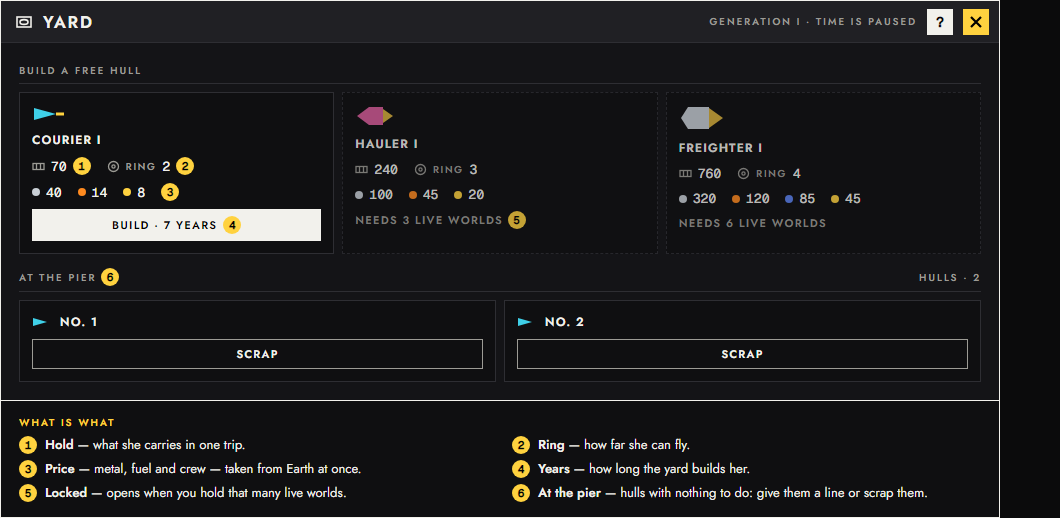 YARD
GENERATION I · TIME IS PAUSED ? ×
BUILD A FREE HULL
COURIER I
70 1 RING 2 2
40 14 8 3
BUILD · 7 YEARS 4
HAULER I
240 RING 3
100 45 20
NEEDS 3 LIVE WORLDS 5
FREIGHTER I
760 RING 4
320 120 85 45
NEEDS 6 LIVE WORLDS
AT THE PIER 6
HULLS · 2
NO. 1
SCRAP
NO. 2
SCRAP
WHAT IS WHAT
1 Hold — what she carries in one trip.
2 Ring — how far she can fly.
3 Price — metal, fuel and crew — taken from Earth at once.
4 Years — how long the yard builds her.
5 Locked — opens when you hold that many live worlds.
6 At the pier — hulls with nothing to do: give them a line or scrap them.